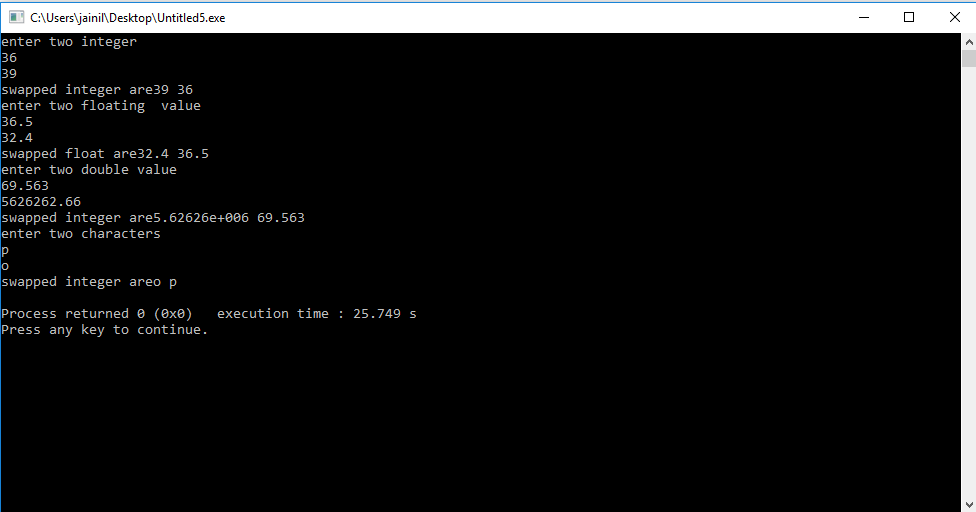 C:\Users\jainil\Desktop\Untitled5.exe
enter two integer
36
39
swapped integer are39 36
enter two floating  value
36.5
32.4
swapped float are32.4 36.5
enter two double value
69.563
5626262.66
swapped integer are5.62626e+006 69.563
enter two characters
p
o
swapped integer areo p

Process returned 0 (0x0)   execution time : 25.749 s
Press any key to continue.